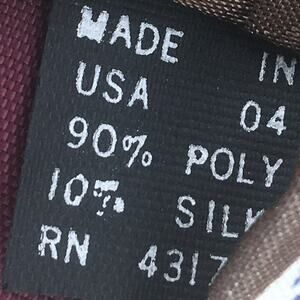 MADE IN
USA 04
90% POLY
10% SILK
RN 4317